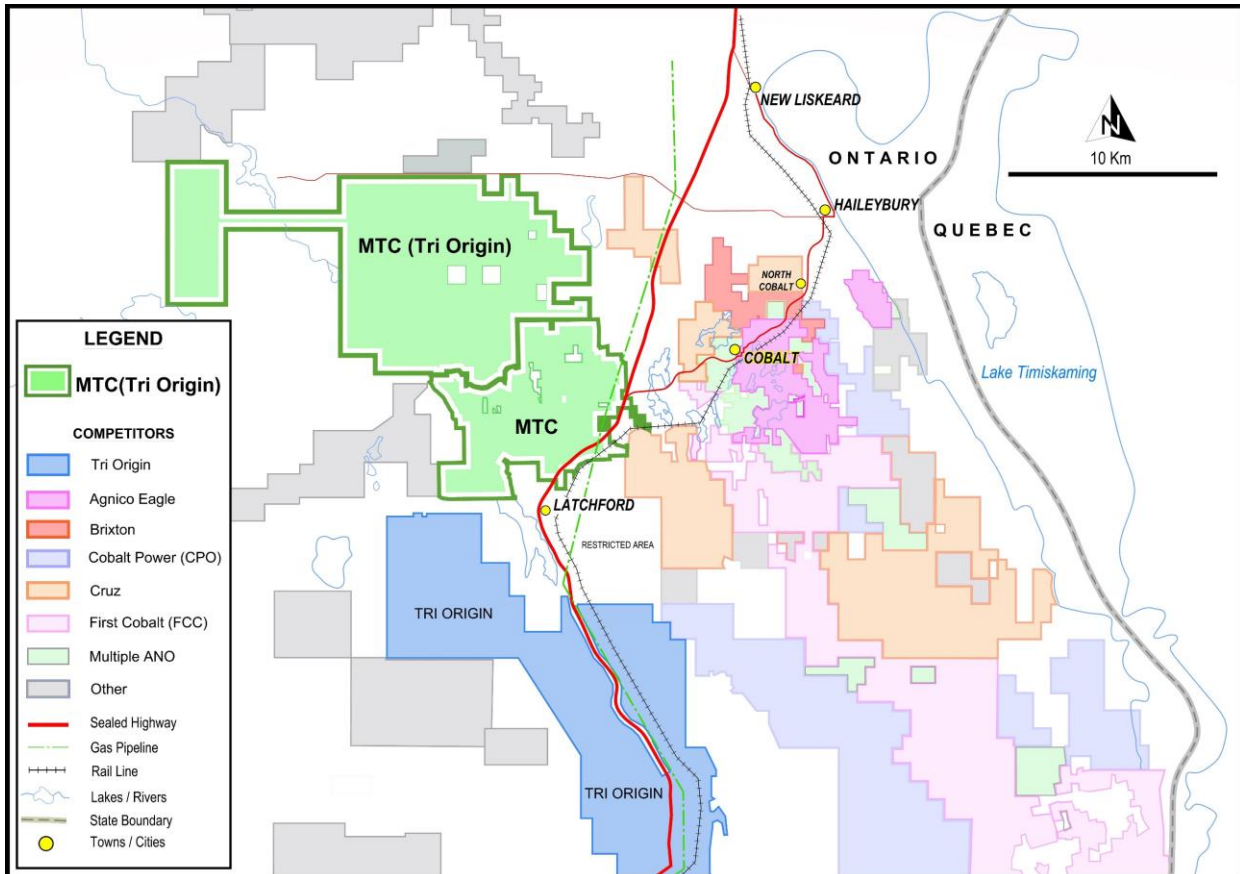 NEW LISKEARD
N
10 Km
ONTARIO
HAILEYBURY
QUEBEC
MTC (Tri Origin)
NORTH
COBALT
COBALT
Lake Timiskaming
MTC
LATCHFORD
RESTRICTED AREA
TRI ORIGIN
TRI ORIGIN
LEGEND
MTC(Tri Origin)
COMPETITORS
Tri Origin
Agnico Eagle
Brixton
Cobalt Power (CPO)
Cruz
First Cobalt (FCC)
Multiple ANO
Other
Sealed Highway
Gas Pipeline
Rail Line
Lakes / Rivers
State Boundary
Towns / Cities